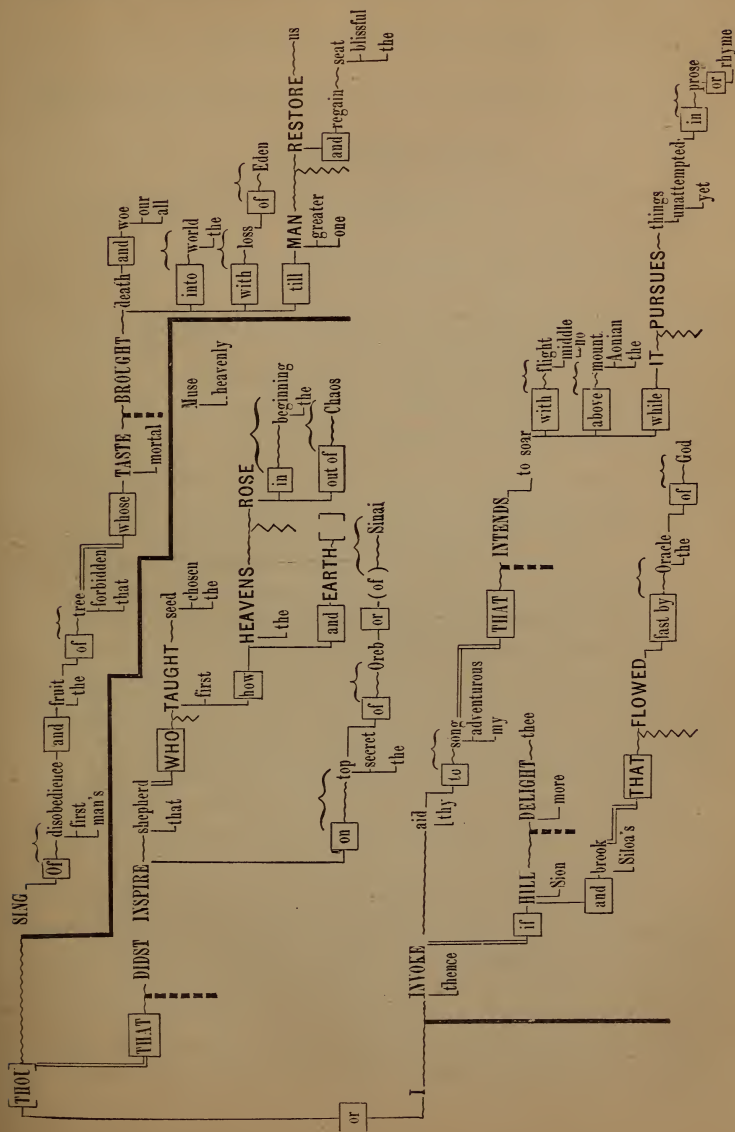 [THOU] SING
Of disobedience and fruit of tree whose TASTE BROUGHT death and woe
first the forbidden mortal our
man's that all
into world
the
with loss of Eden
till MAN RESTORE us
greater and regain seat
one blissful
the
Muse
heavenly
THAT DIDST INSPIRE shepherd WHO TAUGHT seed
that first chosen
the
how HEAVENS ROSE in beginning
the the
out of Chaos
and EARTH [ ]
on top of Oreb or (of) Sinai
secret
the
or I INVOKE aid to song THAT INTENDS to soar with flight
thence thy adventurous middle
my
above no mount
Aonian
the
while IT PURSUES things
unattempted in prose
yet or
rhyme
if HILL DELIGHT thee
Sion more
and brook THAT FLOWED fast by Oracle of God
Siloa's the